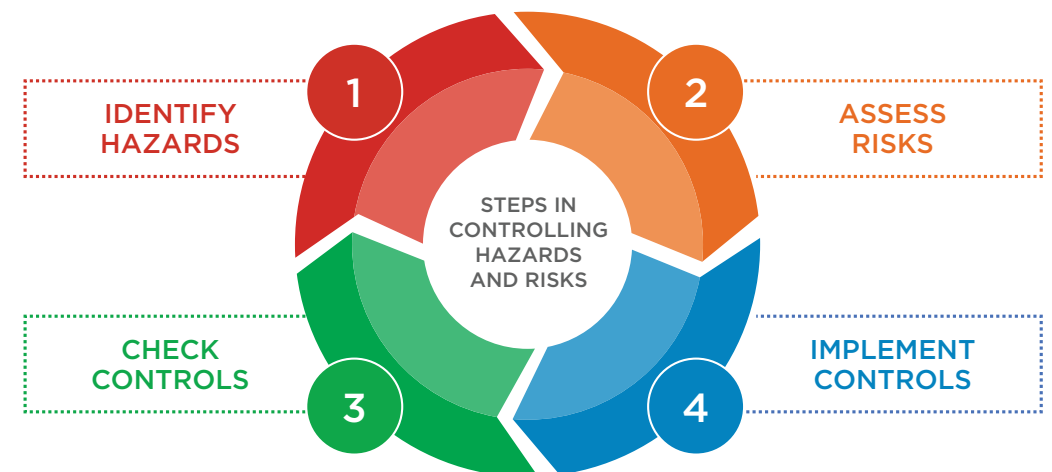 1
IDENTIFY
HAZARDS
2
ASSESS
RISKS
STEPS IN
CONTROLLING
HAZARDS
AND RISKS
3
CHECK
CONTROLS
4
IMPLEMENT
CONTROLS